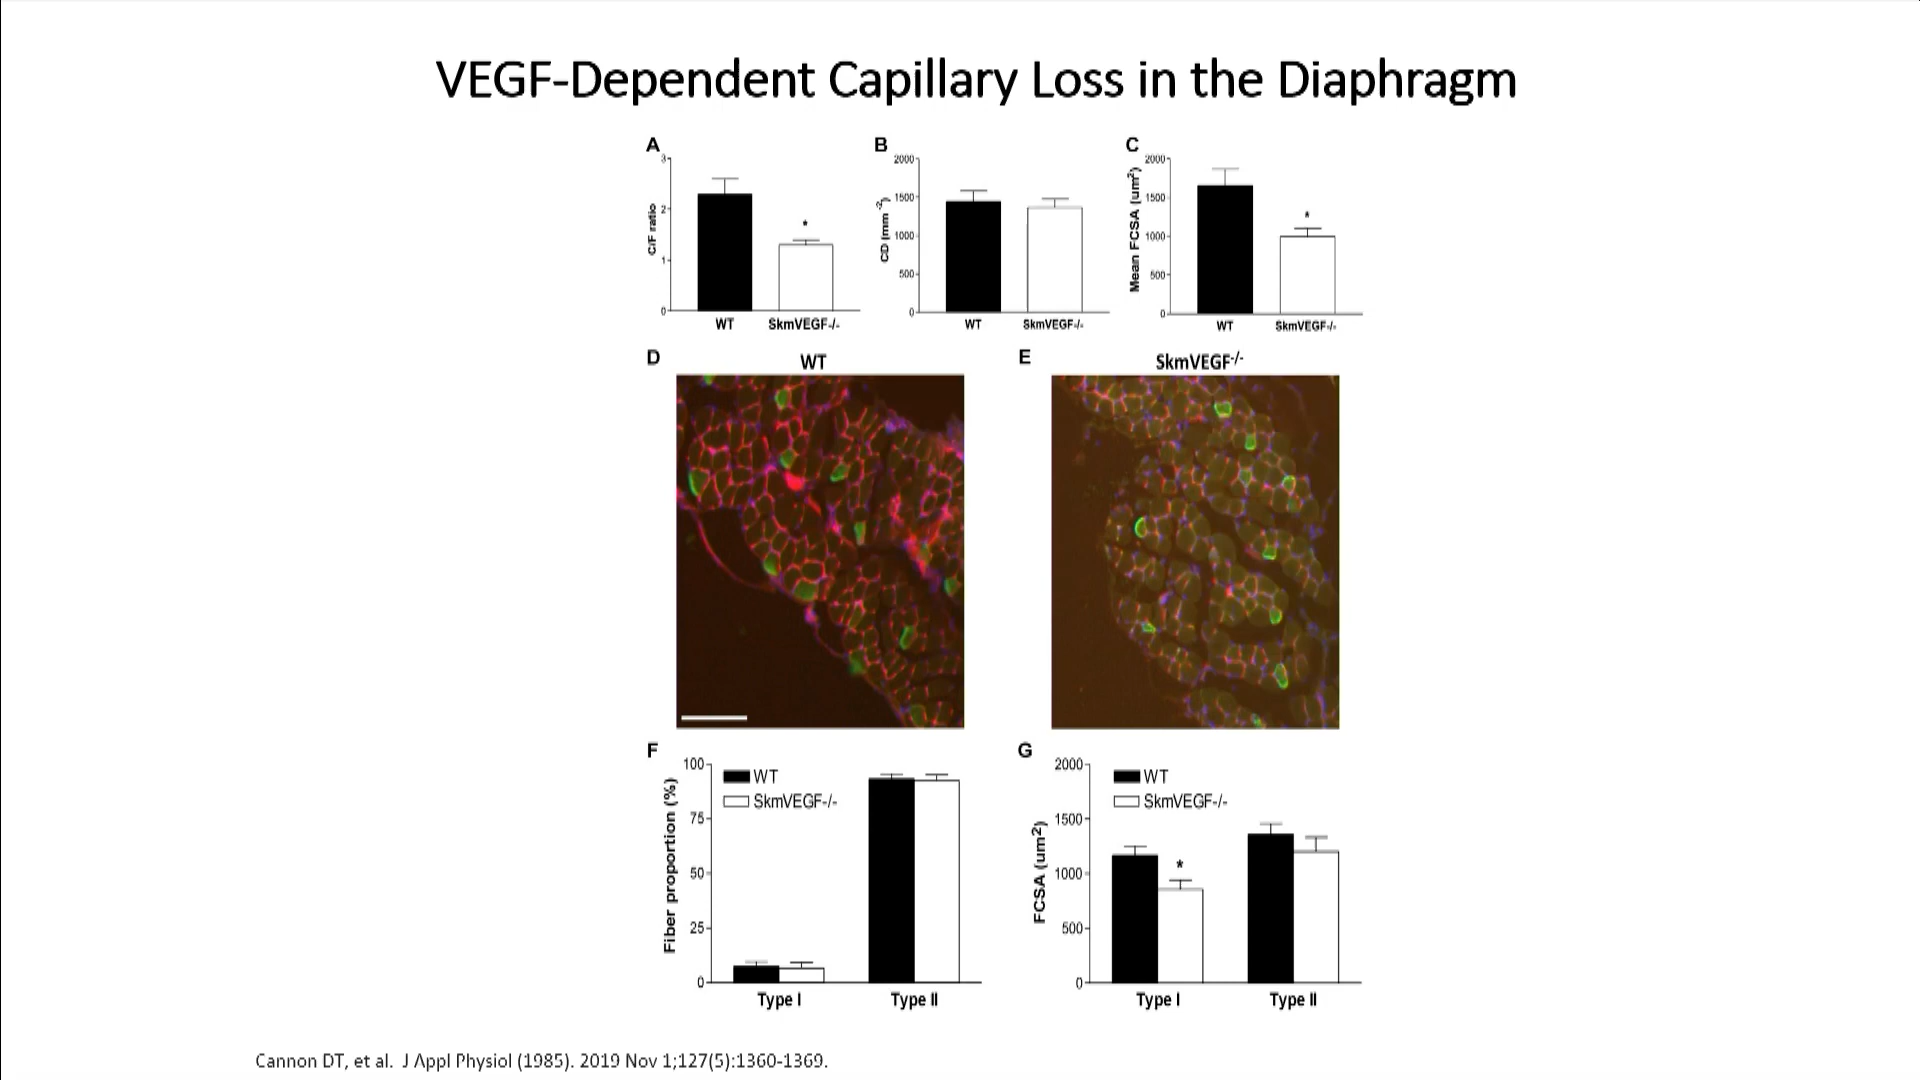 VEGF-Dependent Capillary Loss in the Diaphragm
A
C/F ratio
3
2
1
0
WT SkmVEGF-/-
*
B
CD (mm⁻²)
2000
1500
1000
500
0
WT SkmVEGF-/-
C
Mean FCSA (um²)
2000
1500
1000
500
0
WT SkmVEGF-/-
*
D WT
E SkmVEGF-/-
F
Fiber proportion (%)
100
75
50
25
0
WT
SkmVEGF-/-
Type I Type II
G
FCSA (um²)
2000
1500
1000
500
0
WT
SkmVEGF-/-
*
Type I Type II
Cannon DT, et al. J Appl Physiol (1985). 2019 Nov 1;127(5):1360-1369.